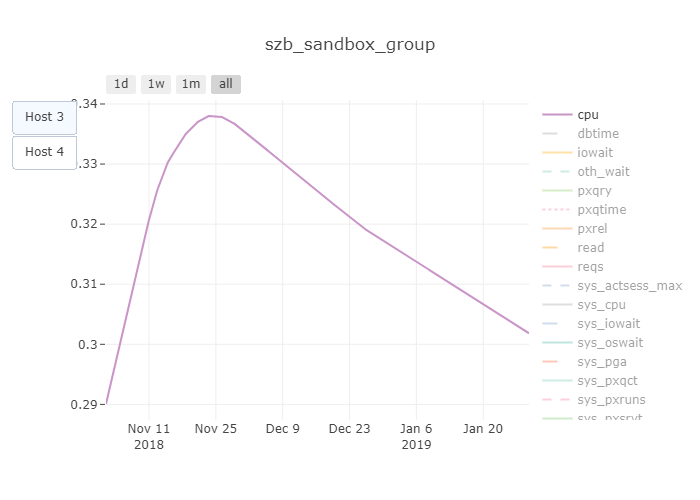 szb_sandbox_group
1d 1w 1m all
Host 3
Host 4
0.34
0.33
0.32
0.31
0.3
0.29
Nov 11
2018
Nov 25
Dec 9
Dec 23
Jan 6
2019
Jan 20
cpu
dbtime
iowait
oth_wait
pxqry
pxqtime
pxrel
read
reqs
sys_actsess_max
sys_cpu
sys_iowait
sys_oswait
sys_pga
sys_pxqct
sys_pxruns